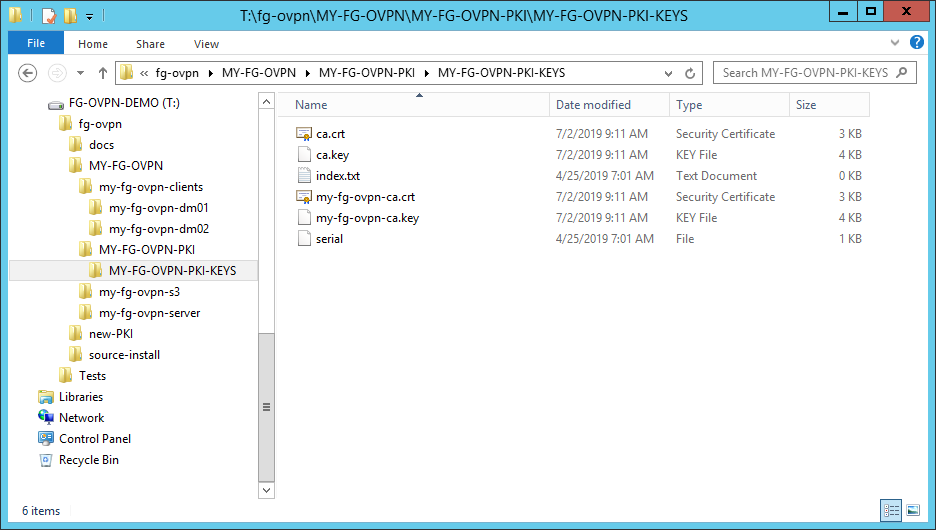 T:\fg-ovpn\MY-FG-OVPN\MY-FG-OVPN-PKI\MY-FG-OVPN-PKI-KEYS
File Home Share View
« fg-ovpn MY-FG-OVPN MY-FG-OVPN-PKI MY-FG-OVPN-PKI-KEYS Search MY-FG-OVPN-PKI-KEYS
FG-OVPN-DEMO (T:)
fg-ovpn
docs
MY-FG-OVPN
my-fg-ovpn-clients
my-fg-ovpn-dm01
my-fg-ovpn-dm02
MY-FG-OVPN-PKI
MY-FG-OVPN-PKI-KEYS
my-fg-ovpn-s3
my-fg-ovpn-server
new-PKI
source-install
Tests
Libraries
Network
Control Panel
Recycle Bin
Name Date modified Type Size
ca.crt 7/2/2019 9:11 AM Security Certificate 3 KB
ca.key 7/2/2019 9:11 AM KEY File 4 KB
index.txt 4/25/2019 7:01 AM Text Document 0 KB
my-fg-ovpn-ca.crt 7/2/2019 9:11 AM Security Certificate 3 KB
my-fg-ovpn-ca.key 7/2/2019 9:11 AM KEY File 4 KB
serial 4/25/2019 7:01 AM File 1 KB
6 items